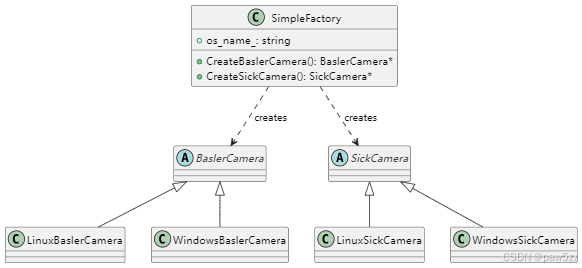 C SimpleFactory
os_name_: string
CreateBaslerCamera(): BaslerCamera*
CreateSickCamera(): SickCamera*
creates creates
A BaslerCamera A SickCamera
C LinuxBaslerCamera C WindowsBaslerCamera C LinuxSickCamera C WindowsSickCamera
CSDN @paw5zx